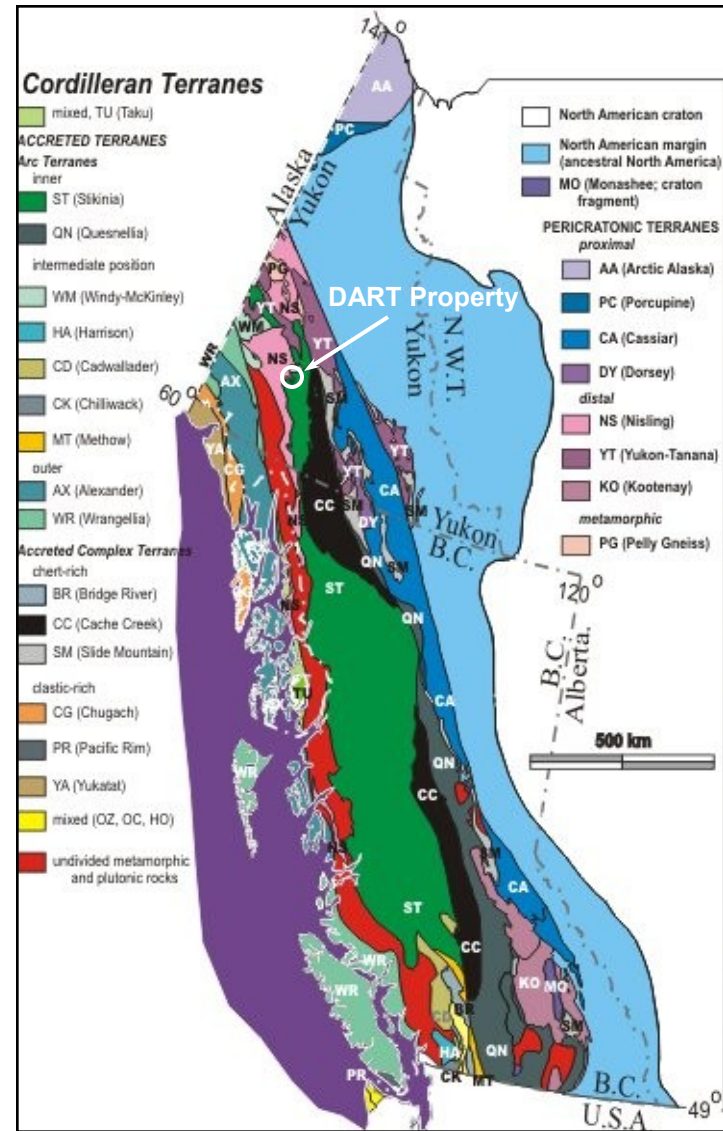 Cordilleran Terranes
mixed, TU (Taku)
ACCRETED TERRANES
Arc Terranes
inner
ST (Stikinia)
QN (Quesnellia)
intermediate position
WM (Windy-McKinley)
HA (Harrison)
CD (Cadwallader)
CK (Chilliwack)
MT (Methow)
outer
AX (Alexander)
WR (Wrangellia)
Accreted Complex Terranes
chert-rich
BR (Bridge River)
CC (Cache Creek)
SM (Slide Mountain)
clastic-rich
CG (Chugach)
PR (Pacific Rim)
YA (Yukatat)
mixed (OZ, OC, HO)
undivided metamorphic
and plutonic rocks
North American craton
North American margin
(ancestral North America)
MO (Monashee; craton
fragment)
PERICRATONIC TERRANES
proximal
AA (Arctic Alaska)
PC (Porcupine)
CA (Cassiar)
DY (Dorsey)
distal
NS (Nisling)
YT (Yukon-Tanana)
KO (Kootenay)
metamorphic
PG (Pelly Gneiss)
141 o
AA
PC
Alaska
Yukon
PG
DART Property
YT
NS
WM
YT
Yukon
N.W.T.
WR
NS
AX
SM
60 o
YA
CG
YT
YT
CC
SM
CA
SM
DY
Yukon
B.C.
NS
QN
ST
120 o
NS
QN
B.C.
Alberta.
TU
CA
500 km
QN
WR
CC
SM
NS
CA
ST
CC
WR
KO
MO
WR
BR
CD
SM
HA
QN
PR
CK
MT
B.C.
U.S.A
49 o